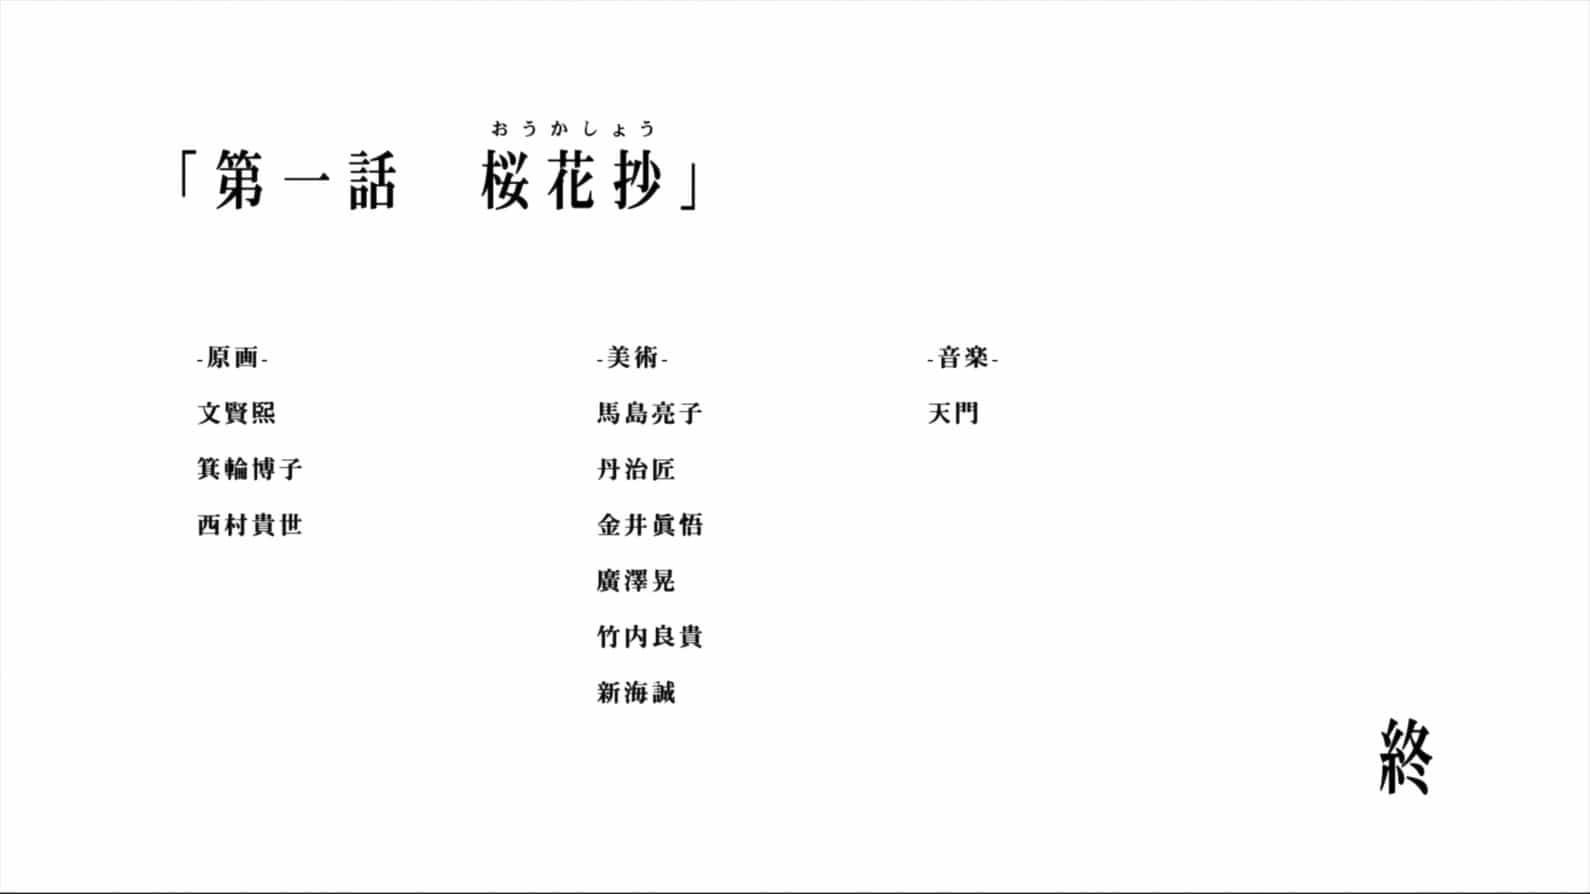 おうかしょう
「第一話　桜花抄」
-原画-
文賢熙
箕輪博子
西村貴世
-美術-
馬島亮子
丹治匠
金井眞悟
廣澤晃
竹内良貴
新海誠
-音楽-
天門
終